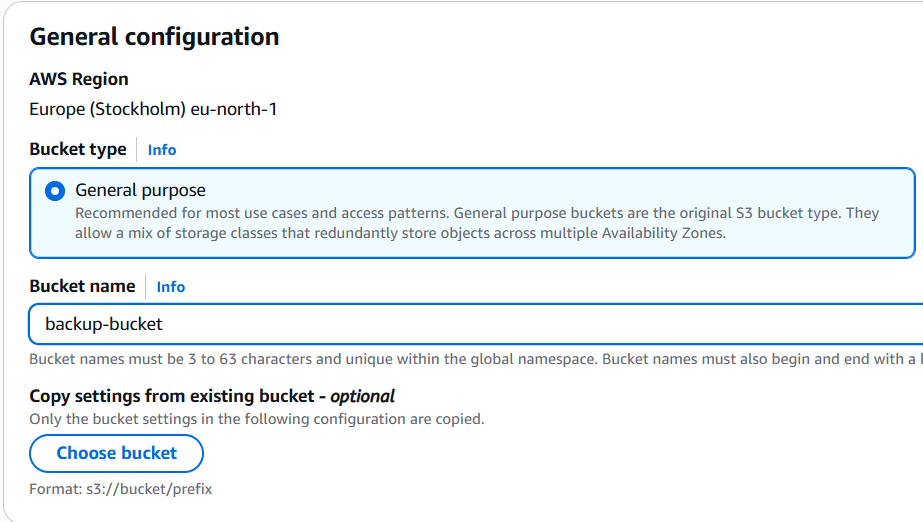 General configuration
AWS Region
Europe (Stockholm) eu-north-1
Bucket type Info
General purpose
Recommended for most use cases and access patterns. General purpose buckets are the original S3 bucket type. They
allow a mix of storage classes that redundantly store objects across multiple Availability Zones.
Bucket name Info
backup-bucket
Bucket names must be 3 to 63 characters and unique within the global namespace. Bucket names must also begin and end with a
Copy settings from existing bucket - optional
Only the bucket settings in the following configuration are copied.
Choose bucket
Format: s3://bucket/prefix